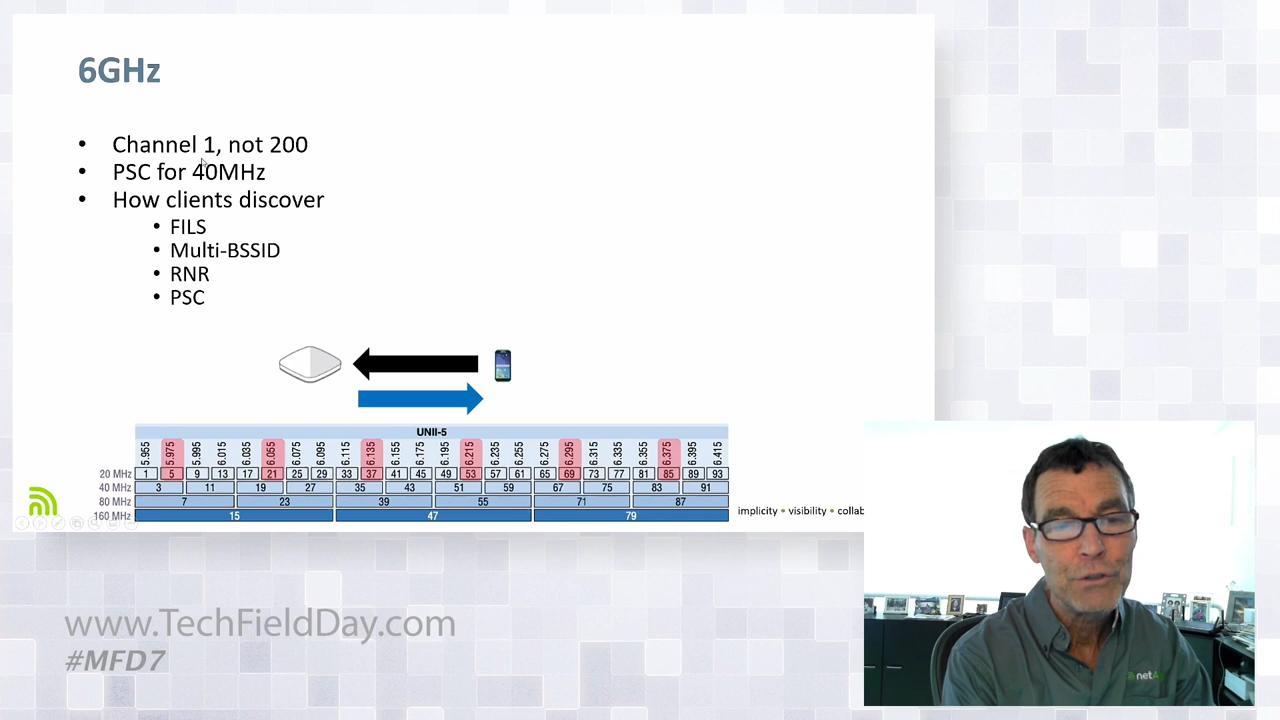 6GHz
• Channel 1, not 200
• PSC for 40MHz
• How clients discover
• FILS
• Multi-BSSID
• RNR
• PSC
UNII-5
5.955 5.975 5.995 6.015 6.035 6.055 6.075 6.095 6.115 6.135 6.155 6.175 6.195 6.215 6.235 6.255 6.275 6.295 6.315 6.335 6.355 6.375 6.395 6.415
20 MHz 1 5 9 13 17 21 25 29 33 37 41 45 49 53 57 61 65 69 73 77 81 85 89 93
40 MHz 3 11 19 27 35 43 51 59 67 75 83 91
80 MHz 7 23 39 55 71 87
160 MHz 15 47 79
implicity • visibility • collab
www.TechFieldDay.com
#MFD7